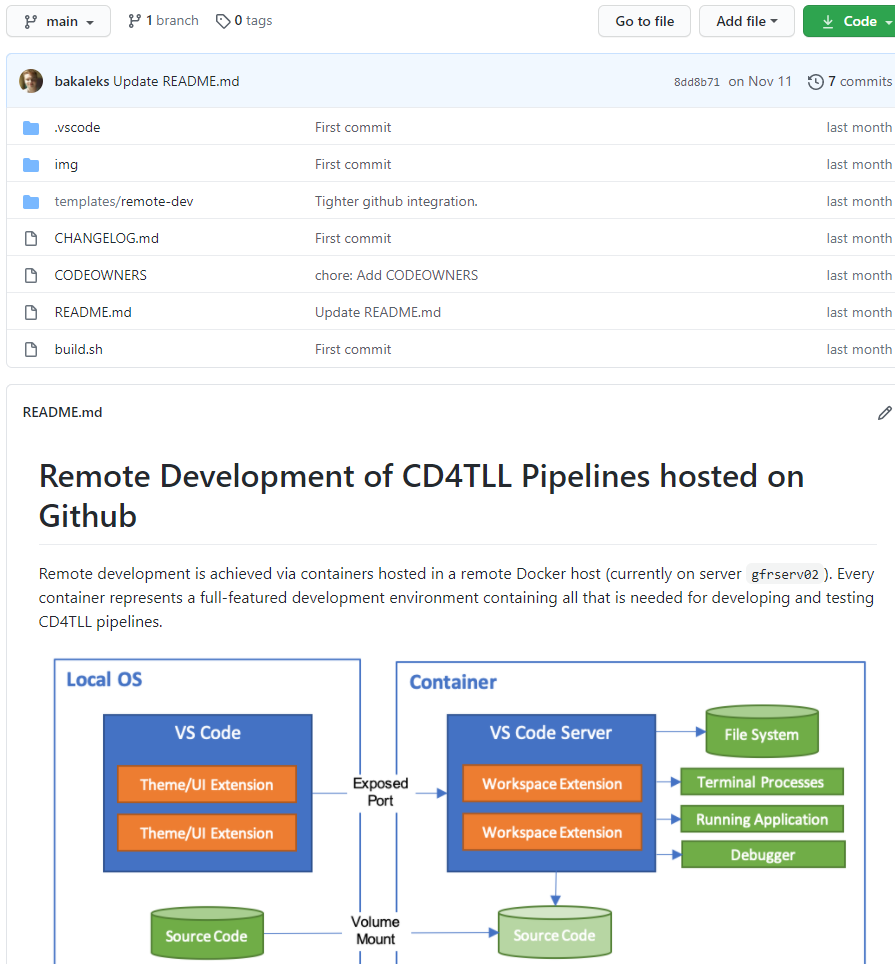 main 1 branch 0 tags Go to file Add file Code
bakaleks Update README.md 8dd8b71 on Nov 11 7 commits
.vscode First commit last month
img First commit last month
templates/remote-dev Tighter github integration. last month
CHANGELOG.md First commit last month
CODEOWNERS chore: Add CODEOWNERS last month
README.md Update README.md last month
build.sh First commit last month
README.md
Remote Development of CD4TLL Pipelines hosted on
Github
Remote development is achieved via containers hosted in a remote Docker host (currently on server gfrserv02 ). Every
container represents a full-featured development environment containing all that is needed for developing and testing
CD4TLL pipelines.
Local OS
VS Code
Theme/UI Extension
Theme/UI Extension
Source Code
Exposed
Port
Volume
Mount
Container
VS Code Server
Workspace Extension
Workspace Extension
Source Code
File System
Terminal Processes
Running Application
Debugger